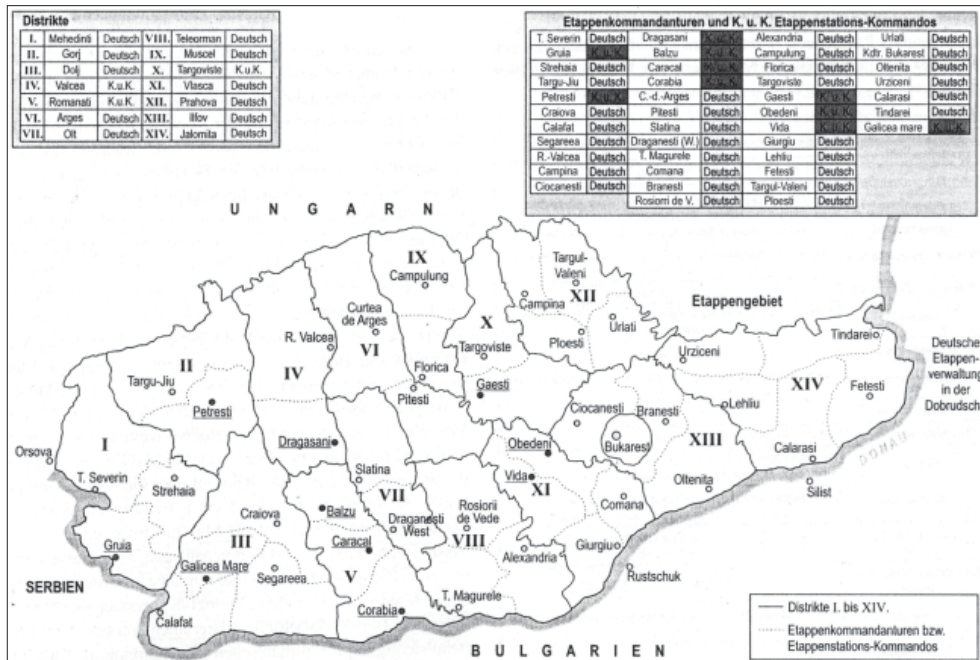 Distrikte
I. Mehedinti Deutsch VIII. Teleorman Deutsch
II. Gorj Deutsch IX. Muscel Deutsch
III. Dolj Deutsch X. Targoviste K.u.K.
IV. Valcea K.u.K. XI. Vlasca Deutsch
V. Romanati K.u.K. XII. Prahova Deutsch
VI. Arges Deutsch XIII. Ilfov Deutsch
VII. Olt Deutsch XIV. Jalomita Deutsch
Etappenkommandanturen und K. u. K. Etappenstations-Kommandos
T. Severin Deutsch Dragasani K. u. K. Alexandria Deutsch Urlati Deutsch
Gruia K. u. K. Balzu K. u. K. Campulung Deutsch Kdtr. Bukarest Deutsch
Strehaia Deutsch Caracal K. u. K. Florica Deutsch Oltenita Deutsch
Targu-Jiu Deutsch Corabia K. u. K. Targoviste Deutsch Urziceni Deutsch
Petresti K. u. K. C.-d.-Arges Deutsch Gaesti K. u. K. Calarasi Deutsch
Craiova Deutsch Pitesti Deutsch Obedeni K. u. K. Tindarei Deutsch
Calafat Deutsch Slatina Deutsch Vida K. u. K. Galicea mare K. u. K.
Segareea Deutsch Draganesti (W.) Deutsch Giurgiu Deutsch
R.-Valcea Deutsch T. Magurele Deutsch Lehliu Deutsch
Campina Deutsch Comana Deutsch Fetesti Deutsch
Ciocanesti Deutsch Branesti Deutsch Targul-Valeni Deutsch
Rosiorri de V. Deutsch Ploesti Deutsch
UNGARN
IX
Campulung
Targul-
Valeni
XII
Campina
Etappengebiet
Curtea
de Arges
X
Urlati
Ploesti
Tindarei
R. Valcea
VI
Targoviste
Urziceni
Deutsche
Etappen-
verwaltung
in der
Dobrudscha
II
IV
Florica
Targu-Jiu
Pitesti
Gaesti
XIV
Fetesti
Petresti
Ciocanesti
Branesti
Lehliu
I
Dragasani
Obedeni
Bukarest
XIII
DONAU
Orsova
Calarasi
T. Severin
Slatina
Vida
XI
Oltenita
Silist
Strehaia
VII
Rosiori
de Vede
Comana
Craiova
Balzu
Draganesti
West
VIII
Gruia
III
Caracal
Alexandria
Giurgiu
Galicea Mare
Segareea
V
Rustschuk
SERBIEN
T. Magurele
Calafat
Corabia
BULGARIEN
Distrikte I. bis XIV.
Etappenkommandanturen bzw.
Etappenstations-Kommandos